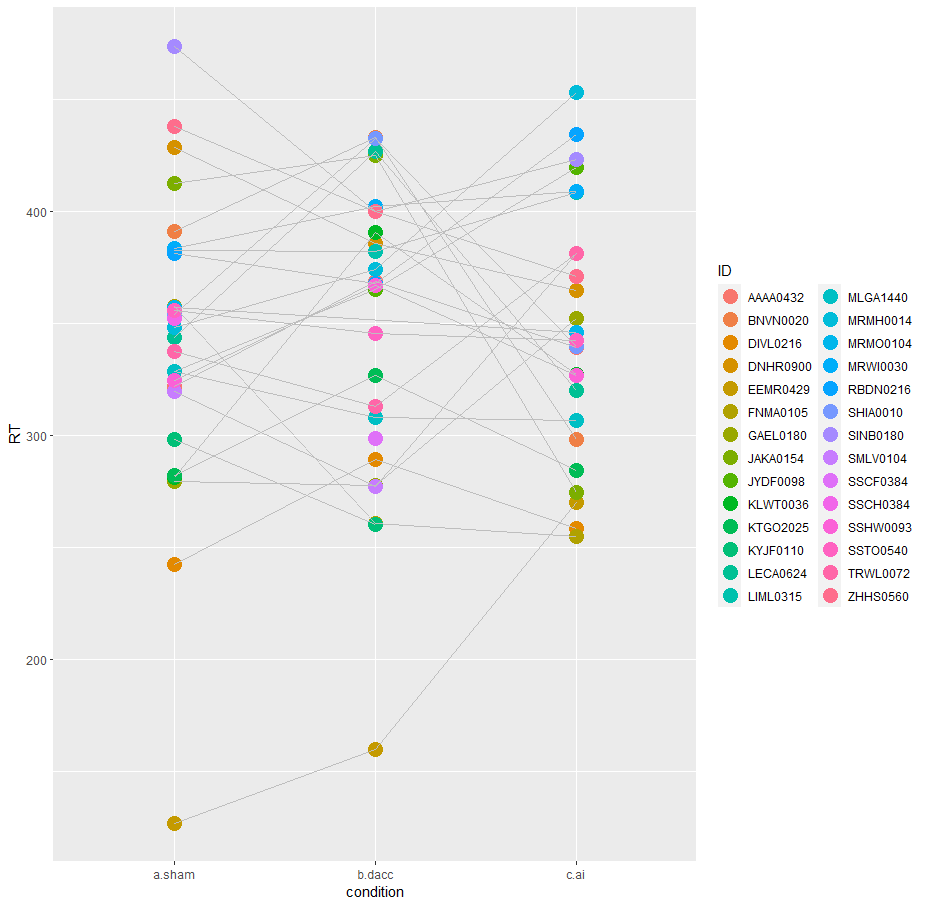 RT
400
300
200
a.sham
b.dacc
c.ai
condition
ID
AAAA0432
BNVN0020
DIVL0216
DNHR0900
EEMR0429
FNMA0105
GAEL0180
JAKA0154
JYDF0098
KLWT0036
KTGO2025
KYJF0110
LECA0624
LIML0315
MLGA1440
MRMH0014
MRMO0104
MRWI0030
RBDN0216
SHIA0010
SINB0180
SMLV0104
SSCF0384
SSCH0384
SSHW0093
SSTO0540
TRWL0072
ZHHS0560